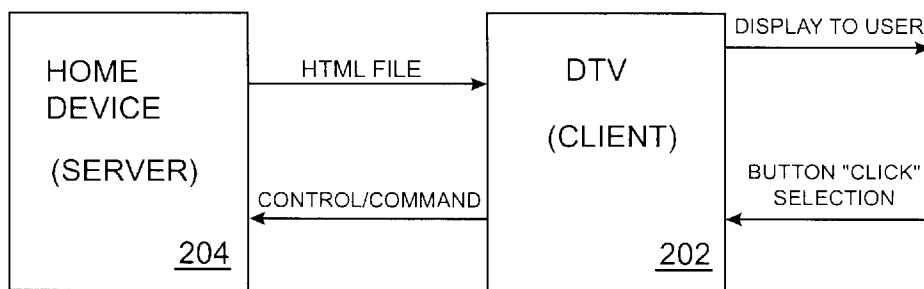 HOME
DEVICE
(SERVER)
204
HTML FILE
CONTROL/COMMAND
DTV
(CLIENT)
202
DISPLAY TO USER
BUTTON "CLICK"
SELECTION